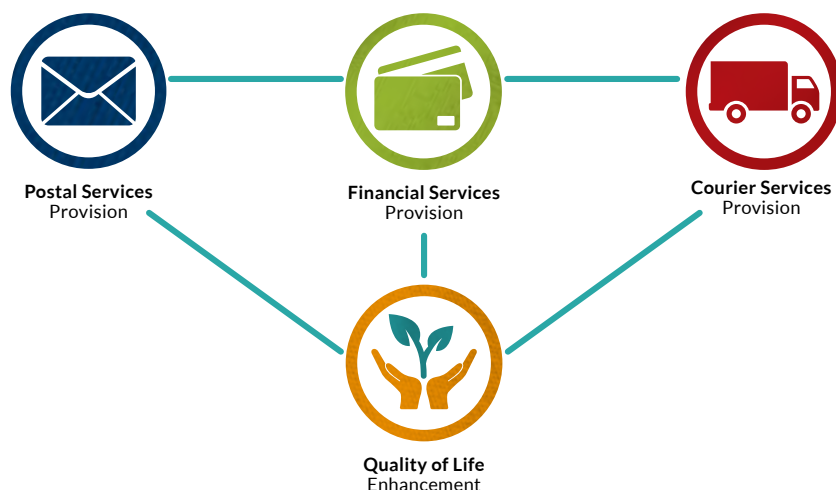 Postal Services
Provision
Financial Services
Provision
Courier Services
Provision
Quality of Life
Enhancement